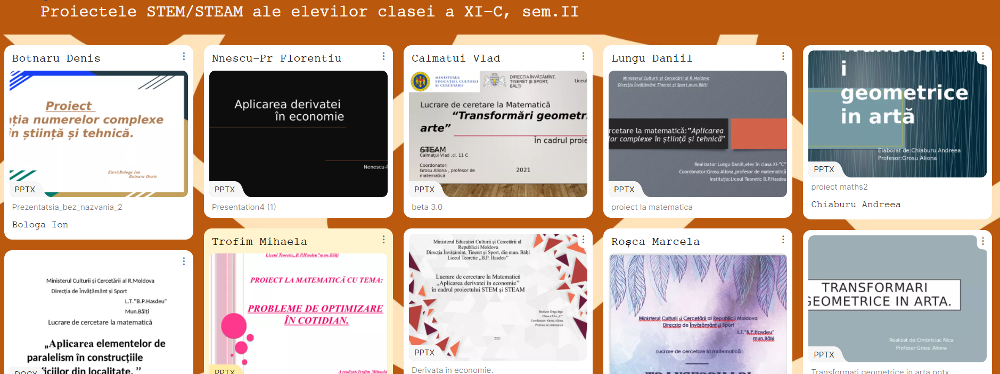 Proiectele STEM/STEAM ale elevilor clasei a XI-C, sem.II
Botnaru Denis
Proiect
ția numerelor complexe
în știință și tehnică.
Elevi:Bologa Ion
Botnaru Denis
PPTX
Prezentatsia_bez_nazvania_2
Bologa Ion
Ministerul Culturii și Cercetării al R.Moldova
Direcția de Învățământ și Sport
L.T."B.P.Hasdeu"
Mun.Bălți
Lucrare de cercetare la matematică
„Aplicarea elementelor de
paralelism în construcțiile
ficiilor din localitate. ”
DOCX
Nnescu-Pr Florentiu
Aplicarea derivatei
în economie
Nenescu-P
PPTX
Presentation4 (1)
Trofim Mihaela
Liceul Teoretic„B.P.Hasdeu"mun.Bălți
PROIECT LA MATEMATICĂ CU TEMA:
PROBLEME DE OPTIMIZARE
ÎN COTIDIAN.
A realizat:Trofim Mihaela
PPTX
Calmatui Vlad
MINISTERUL
EDUCAȚIEI, CULTURII
ȘI CERCETĂRII
DIRECȚIA ÎNVĂȚĂMÎNT,
TINERET ȘI SPORT,
BĂLȚI
Liceul
Lucrare de ceretare la Matematică
“Transformări geometri
arte”
În cadrul proie
STEAM
Calmațui Vlad ,cl. 11 C
Coordonator:
Grosu Aliona , profesor de
matematică
2021
PPTX
beta 3.0
Ministerul Educației Culturii și Cercetării al
Republicii Moldova
Direcția Învățămînt, Tineret și Sport, din mun. Bălți
Liceul Teoretic „B.P. Hasdeu”
Lucrare de cercetare la Matematică
„Aplicarea derivatei în economie”
în cadrul proiectului STEM și STEAM
Realizat: Driga Inga
Clasa a XI-a „C”
Coordonator: Grosu Aliona
Profesor de matematică
2021
PPTX
Derivata în economie.
Lungu Daniil
Ministerul Culturii și Cercetării al R.Moldova
Direcția Învățământ Tineret și Sport,mun.Bălți
rcetare la matematică:”Aplicarea
lor complexe în știință și tehnică”
Realizator:Lungu Daniil,elev în clasa XI-"C"
Coordonator:Grosu Aliona,profesor de matematică
Instituția:Liceul Teoretic B.P.Hasdeu
PPTX
proiect la matematica
Roșca Marcela
Ministerul Culturii și Cercetării al Republicii Moldova
Direcția de Învățământ și Sport
L.T."B.P.Hasdeu"
mun.Bălți
Lucrare de cercetare la matematică
i
geometrice
in artă
Elaborat de:Chiaburu Andreea
Profesor:Grosu Aliona
PPTX
proiect maths2
Chiaburu Andreea
TRANSFORMARI
GEOMETRICE IN ARTA.
Realizat de:Cimbriciuc Nica
Profesor:Grosu Aliona
PPTX
Transformari geometrice in arta.pptx